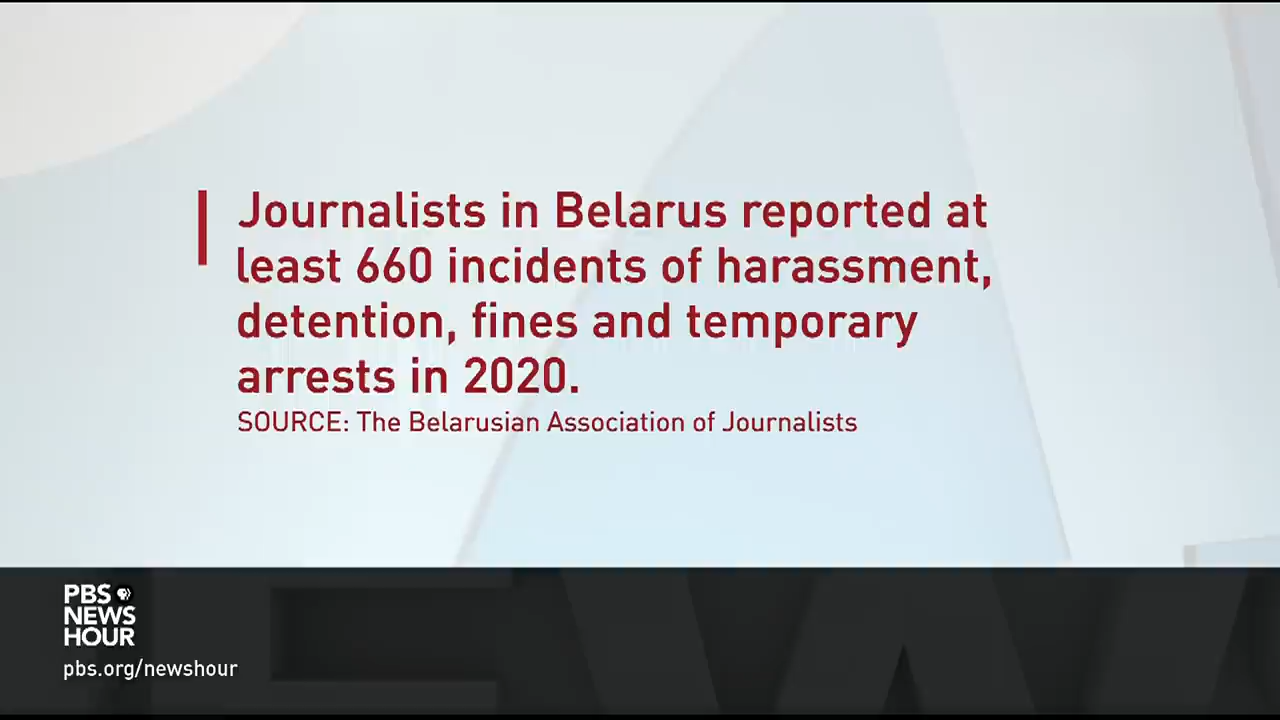 Journalists in Belarus reported at
least 660 incidents of harassment,
detention, fines and temporary
arrests in 2020.
SOURCE: The Belarusian Association of Journalists
PBS
NEWS
HOUR
pbs.org/newshour